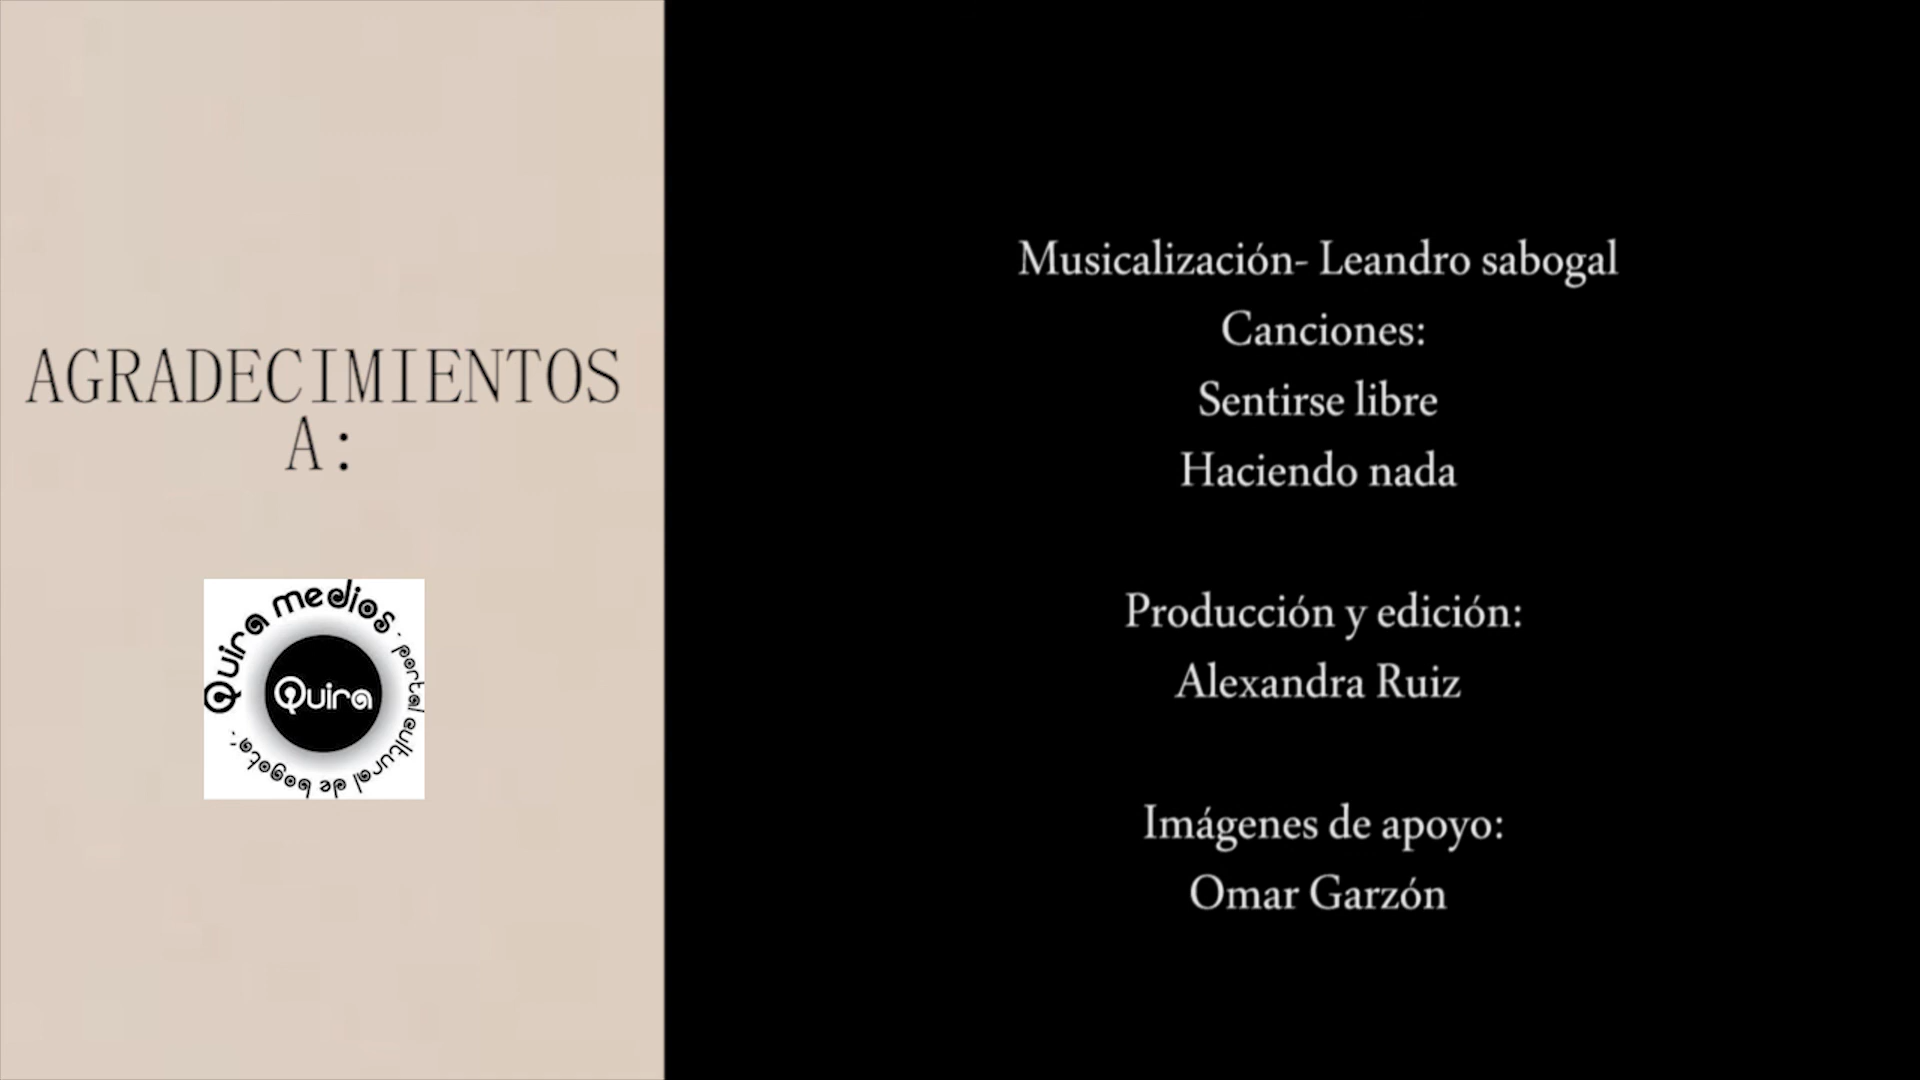 AGRADECIMIENTOS
A:
Quira medios · portal cultural de bogotá ·
Quira
Musicalización- Leandro sabogal
Canciones:
Sentirse libre
Haciendo nada
Producción y edición:
Alexandra Ruiz
Imágenes de apoyo:
Omar Garzón